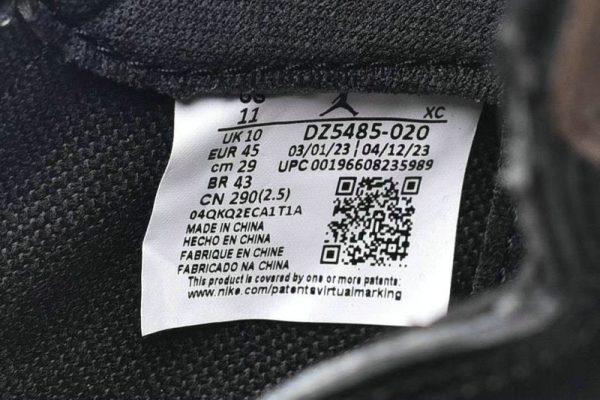 US
11 XC
UK 10 DZ5485-020
EUR 45 03/01/23 | 04/12/23
cm 29 UPC 00196608235989
BR 43
CN 290(2.5)
04QKQ2ECA1T1A
MADE IN CHINA
HECHO EN CHINA
FABRIQUE EN CHINE
FABRICADO NA CHINA
This product is covered by one or more patents:
www.nike.com/patentsvirtualmarking